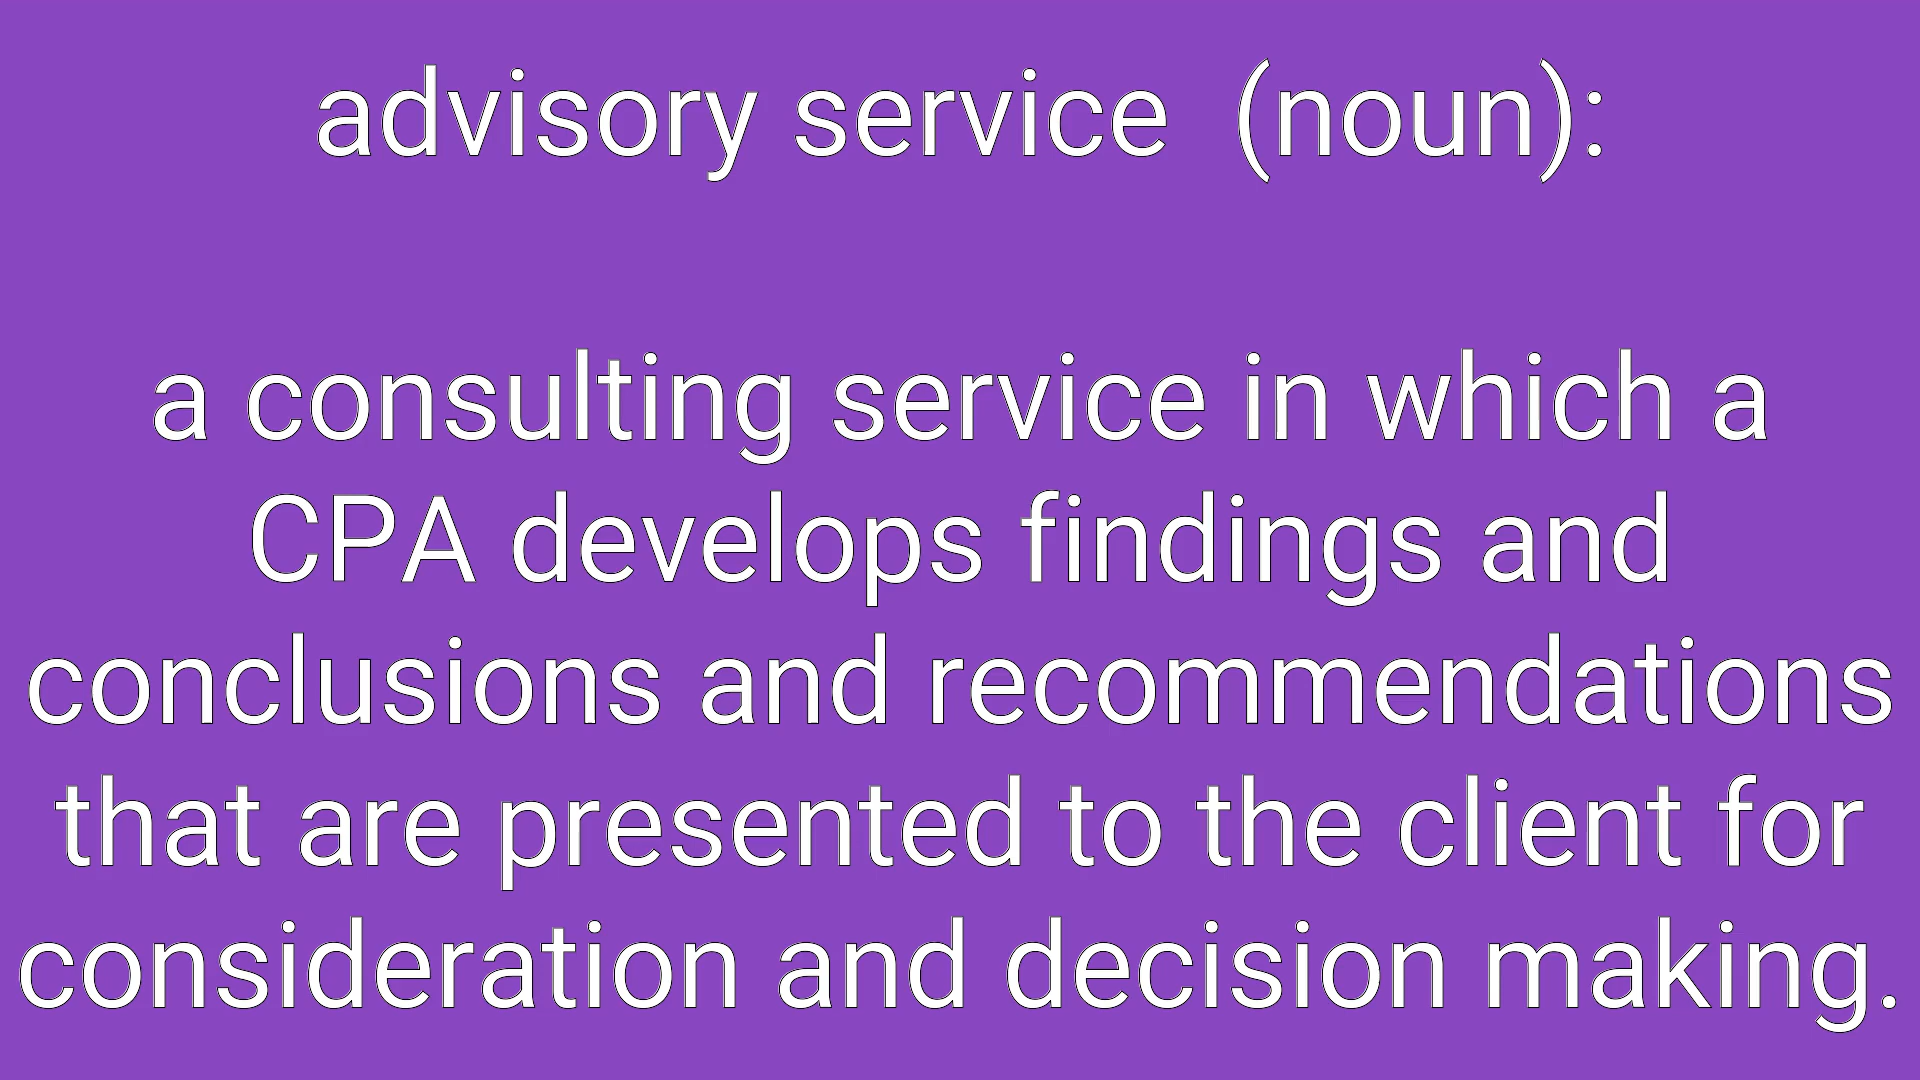 advisory service  (noun):
a consulting service in which a
CPA develops findings and
conclusions and recommendations
that are presented to the client for
consideration and decision making.